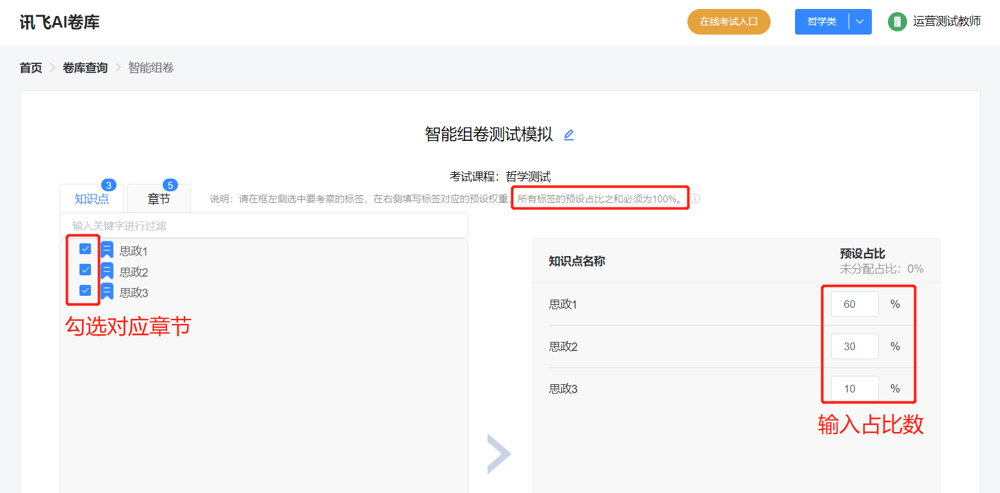 讯飞AI卷库
在线考试入口
哲学类
运营测试教师
首页 > 卷库查询 > 智能组卷
智能组卷测试模拟
考试课程：哲学测试
知识点 3
章节 5
说明：请在框左侧选中要考察的标签，在右侧填写标签对应的预设权重，所有标签的预设占比之和必须为100%。
输入关键字进行过滤
思政1
思政2
思政3
勾选对应章节
知识点名称
预设占比
未分配占比：0%
思政1 60 %
思政2 30 %
思政3 10 %
输入占比数